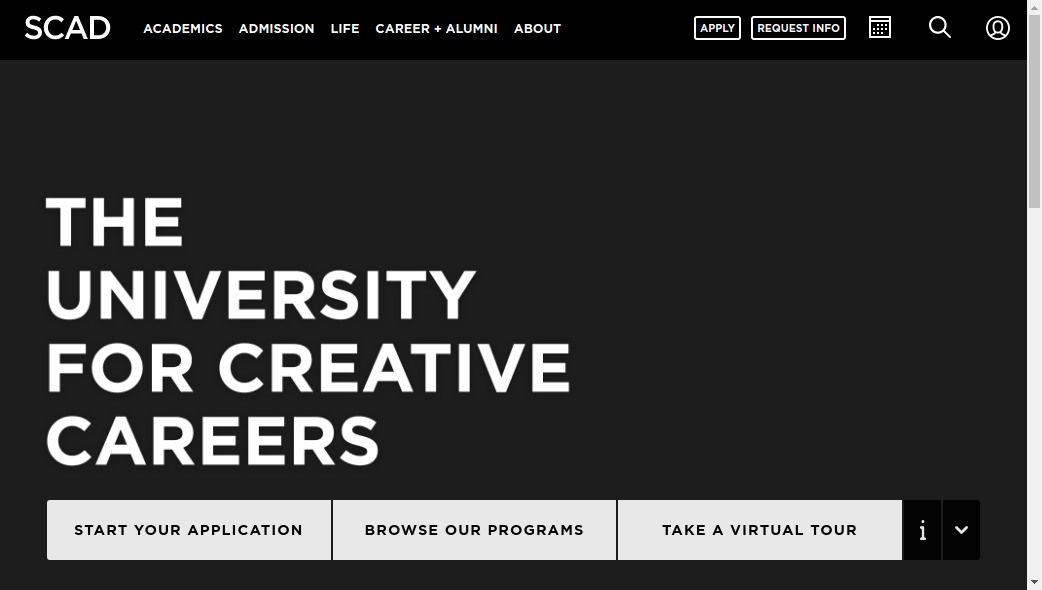 SCAD
ACADEMICS ADMISSION LIFE CAREER + ALUMNI ABOUT APPLY REQUEST INFO
THE
UNIVERSITY
FOR CREATIVE
CAREERS
START YOUR APPLICATION BROWSE OUR PROGRAMS TAKE A VIRTUAL TOUR i